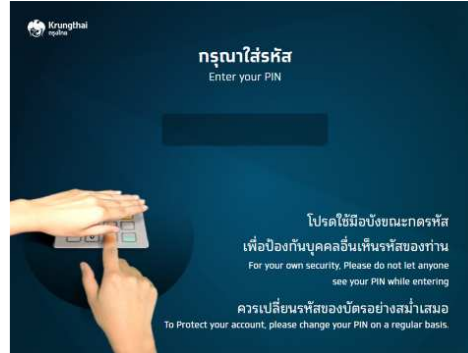 Krungthai
กรุงไทย
กรุณาใส่รหัส
Enter your PIN
โปรดใช้มือบังขณะกดรหัส
เพื่อป้องกันบุคคลอื่นเห็นรหัสของท่าน
For your own security, Please do not let anyone
see your PIN while entering
ควรเปลี่ยนรหัสของบัตรอย่างสม่ำเสมอ
To Protect your account, please change your PIN on a regular basis.